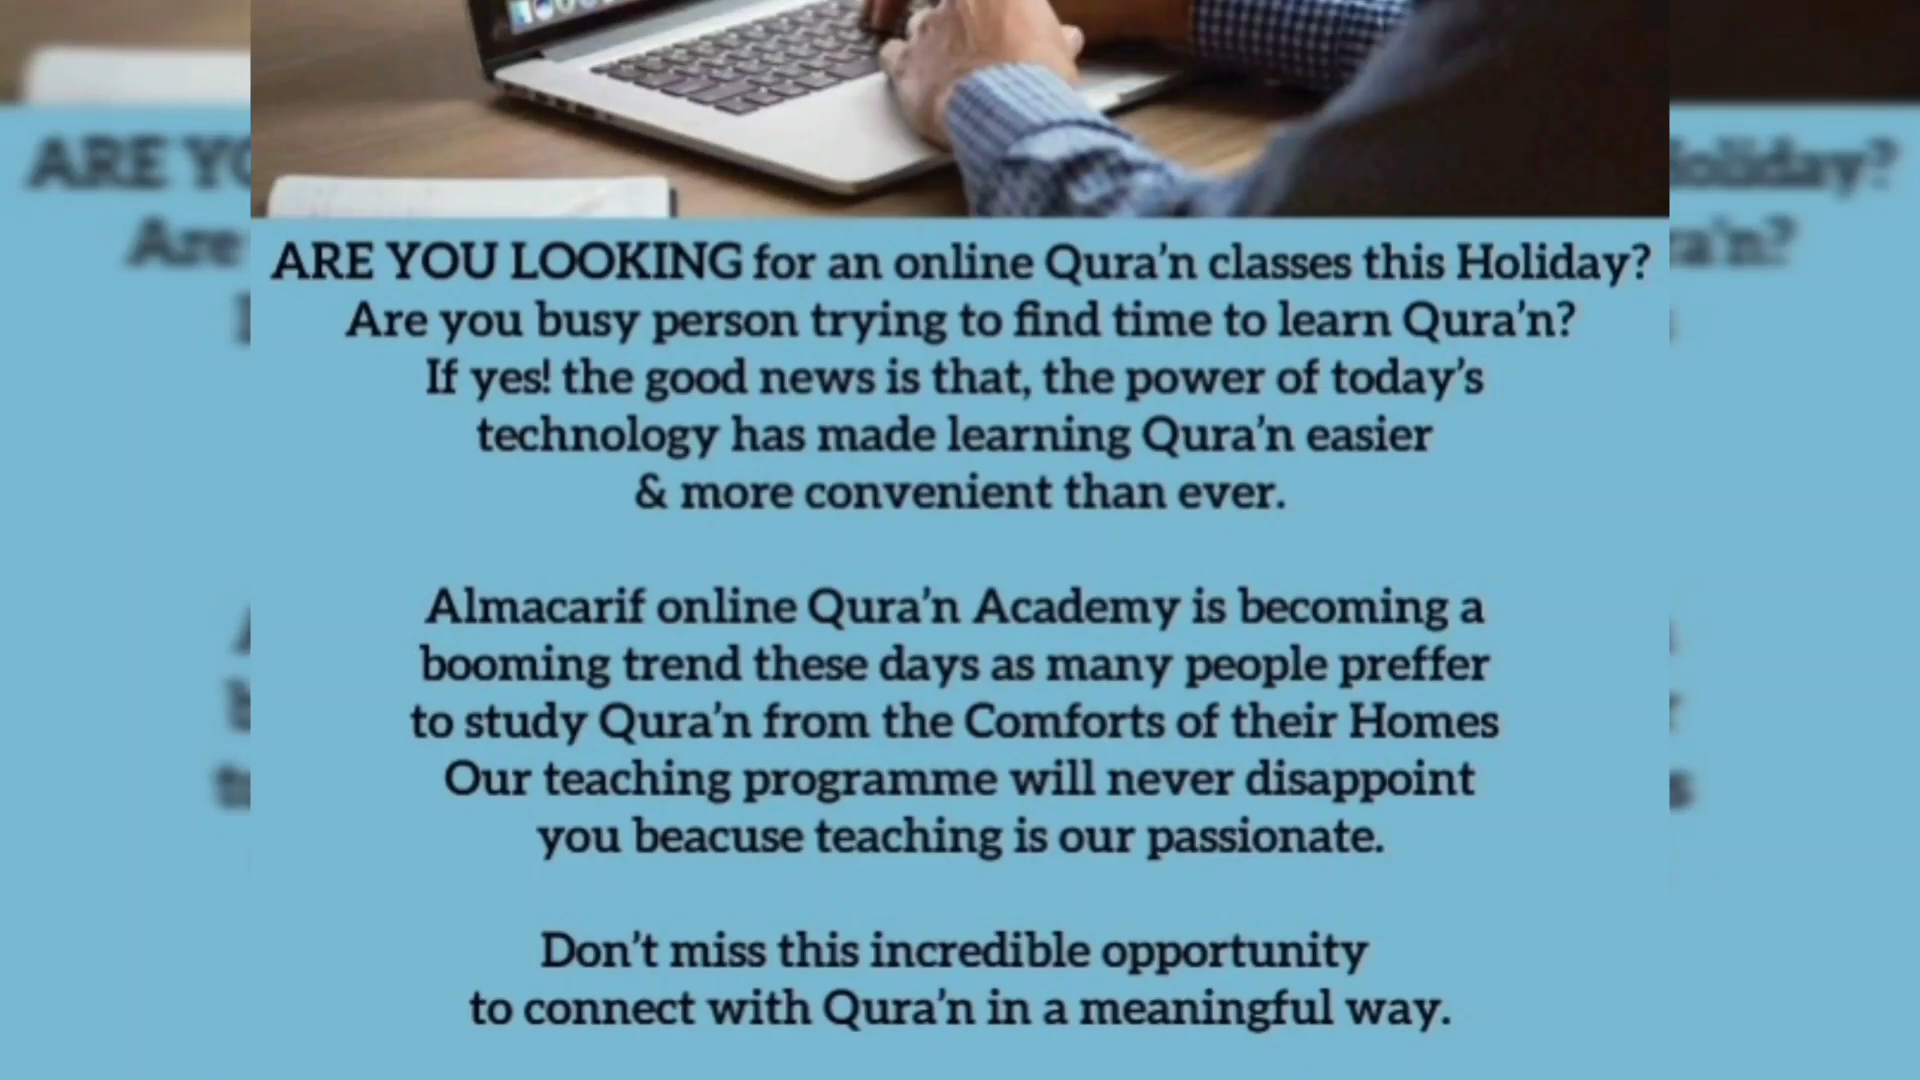 ARE YOU LOOKING for an online Qura'n classes this Holiday?
Are you busy person trying to find time to learn Qura'n?
If yes! the good news is that, the power of today's
technology has made learning Qura'n easier
& more convenient than ever.
Almacarif online Qura'n Academy is becoming a
booming trend these days as many people preffer
to study Qura'n from the Comforts of their Homes
Our teaching programme will never disappoint
you beacuse teaching is our passionate.
Don't miss this incredible opportunity
to connect with Qura'n in a meaningful way.